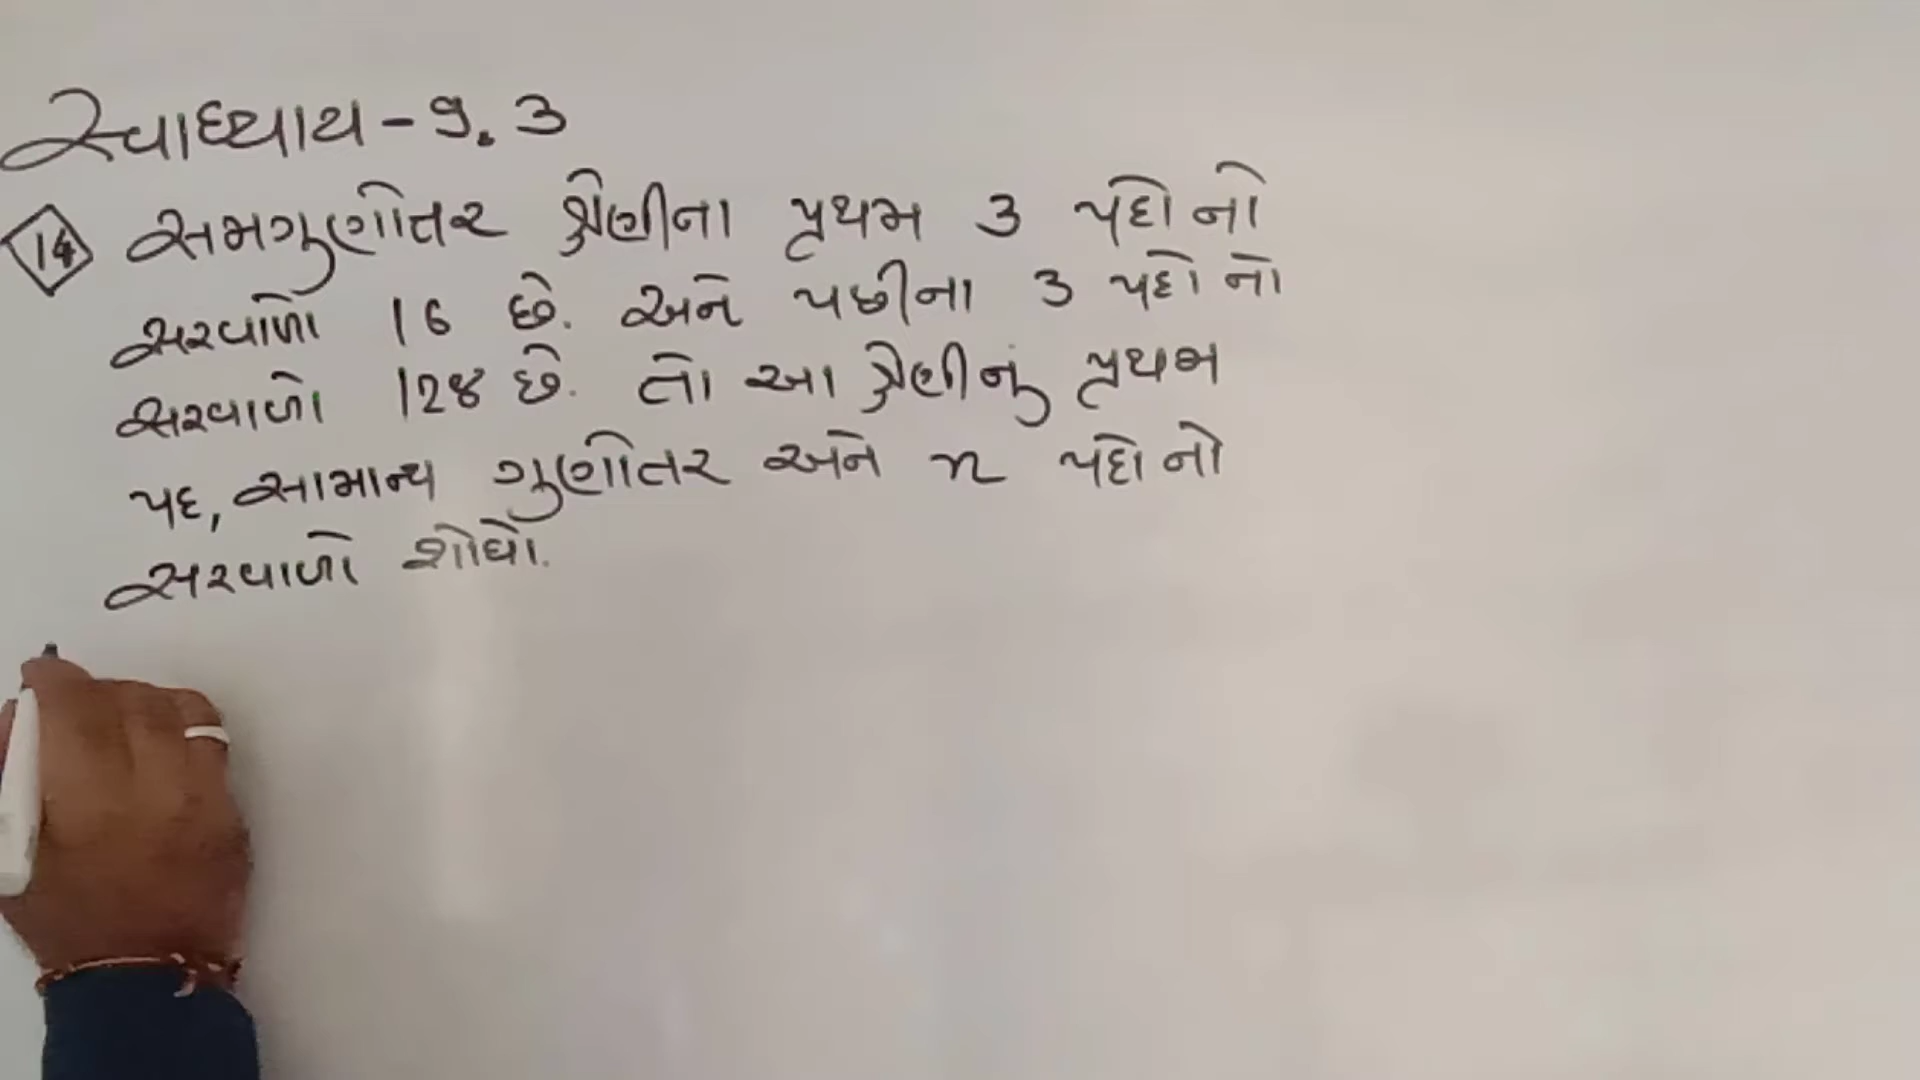 સ્વાધ્યાય - 9.3
14 સમગુણોતર શ્રેણીના પ્રથમ 3 પદોનો
સરવાળો 16 છે. અને પછીના 3 પદોનો
સરવાળો 128 છે. તો આ શ્રેણીનું પ્રથમ
પદ, સામાન્ય ગુણોતર અને n પદોનો
સરવાળો શોધો.